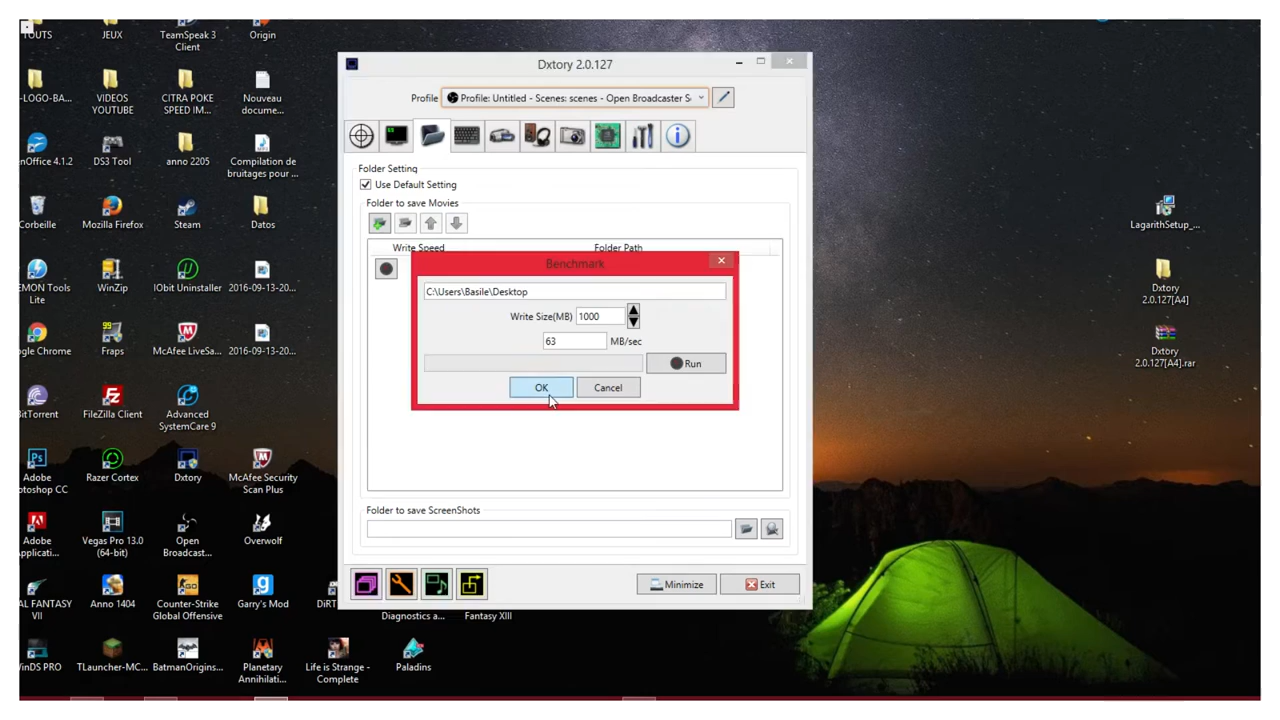 TOUTS
JEUX
TeamSpeak 3
Client
Origin
-LOGO-BA...
VIDEOS
YOUTUBE
CITRA POKE
SPEED IM...
Nouveau
docume...
enOffice 4.1.2
DS3 Tool
anno 2205
Compilation de
bruitages pour ...
Corbeille
Mozilla Firefox
Steam
Datos
EMON Tools
Lite
WinZip
IObit Uninstaller
2016-09-13-20...
gle Chrome
Fraps
McAfee LiveSa...
2016-09-13-20...
BitTorrent
FileZilla Client
Advanced
SystemCare 9
Adobe
otoshop CC
Razer Cortex
Dxtory
McAfee Security
Scan Plus
Adobe
pplicati...
Vegas Pro 13.0
(64-bit)
Open
Broadcast...
Overwolf
AL FANTASY
VII
Anno 1404
Counter-Strike
Global Offensive
Garry's Mod
DiRT
Diagnostics a...
Fantasy XIII
WinDS PRO
TLauncher-MC...
BatmanOrigins...
Planetary
Annihilati...
Life is Strange -
Complete
Paladins
Dxtory 2.0.127
Profile
Profile: Untitled - Scenes: scenes - Open Broadcaster S
Folder Setting
Use Default Setting
Folder to save Movies
Write Speed
Folder Path
Benchmark
C:\Users\Basile\Desktop
Write Size(MB)
1000
63
MB/sec
Run
OK
Cancel
Folder to save ScreenShots
Minimize
Exit
LagarithSetup_...
Dxtory
2.0.127[A4]
Dxtory
2.0.127[A4].rar